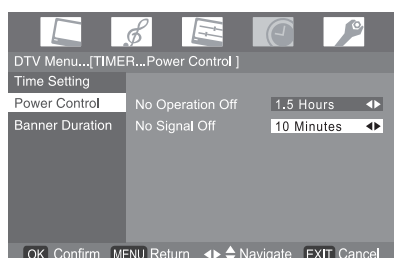 DTV Menu...[TIMER...Power Control ]
Time Setting
Power Control
No Operation Off 1.5 Hours
Banner Duration
No Signal Off 10 Minutes
OK Confirm MENU Return Navigate EXIT Cancel